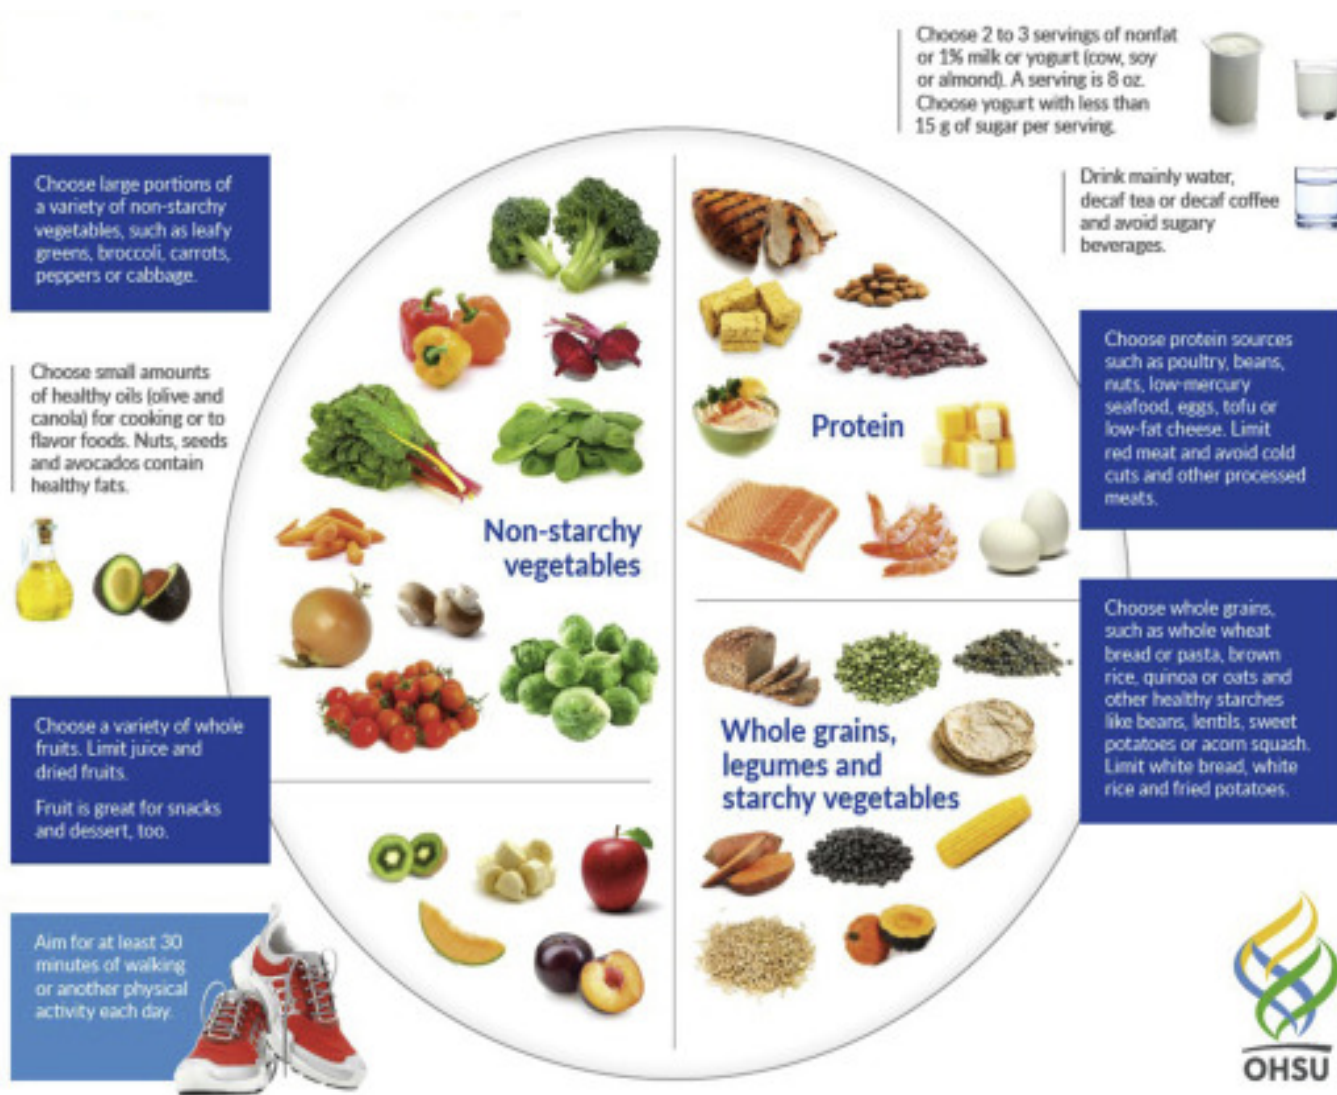 Choose 2 to 3 servings of nonfat
or 1% milk or yogurt (cow, soy
or almond). A serving is 8 oz.
Choose yogurt with less than
15 g of sugar per serving.
Drink mainly water,
decaf tea or decaf coffee
and avoid sugary
beverages.
Choose large portions of
a variety of non-starchy
vegetables, such as leafy
greens, broccoli, carrots,
peppers or cabbage.
Choose small amounts
of healthy oils (olive and
canola) for cooking or to
flavor foods. Nuts, seeds
and avocados contain
healthy fats.
Non-starchy
vegetables
Protein
Choose protein sources
such as poultry, beans,
nuts, low-mercury
seafood, eggs, tofu or
low-fat cheese. Limit
red meat and avoid cold
cuts and other processed
meats.
Whole grains,
legumes and
starchy vegetables
Choose whole grains,
such as whole wheat
bread or pasta, brown
rice, quinoa or oats and
other healthy starches
like beans, lentils, sweet
potatoes or acorn squash.
Limit white bread, white
rice and fried potatoes.
Choose a variety of whole
fruits. Limit juice and
dried fruits.
Fruit is great for snacks
and dessert, too.
Aim for at least 30
minutes of walking
or another physical
activity each day.
OHSU